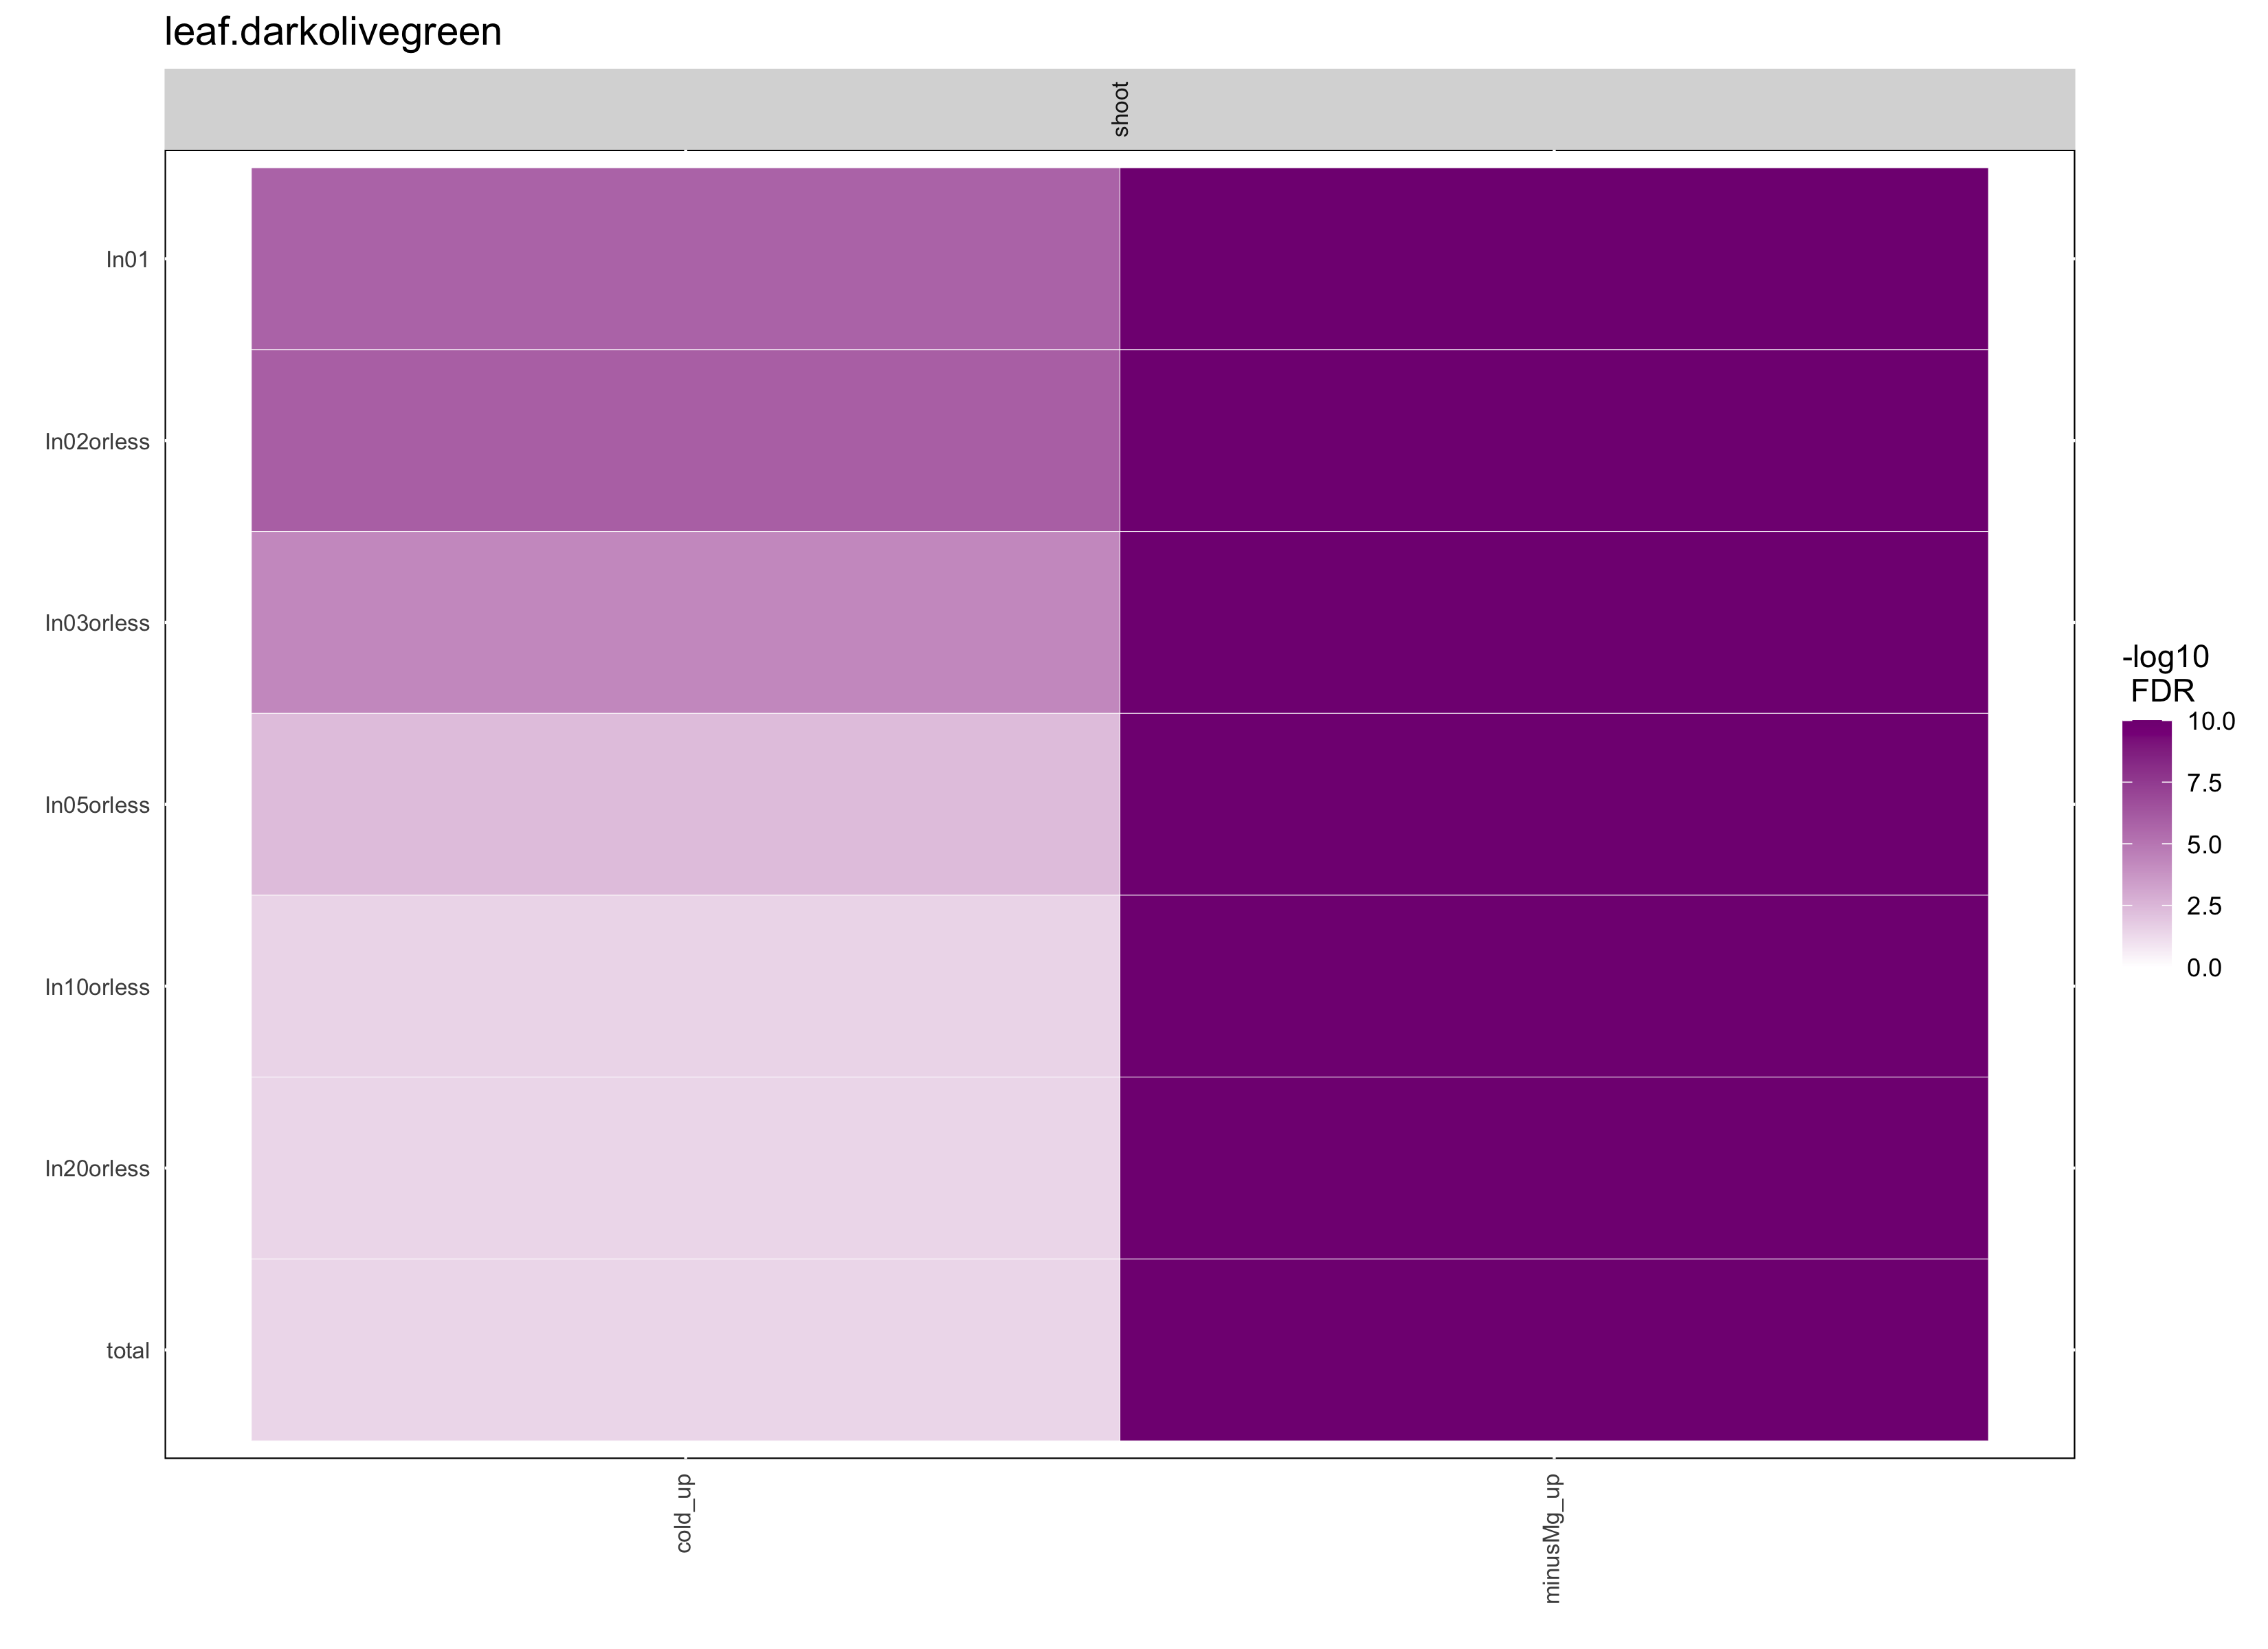 leaf.darkolivegreen
shoot
In01
In02orless
In03orless
In05orless
In10orless
In20orless
total
cold_up
minusMg_up
-log10
FDR
10.0
7.5
5.0
2.5
0.0